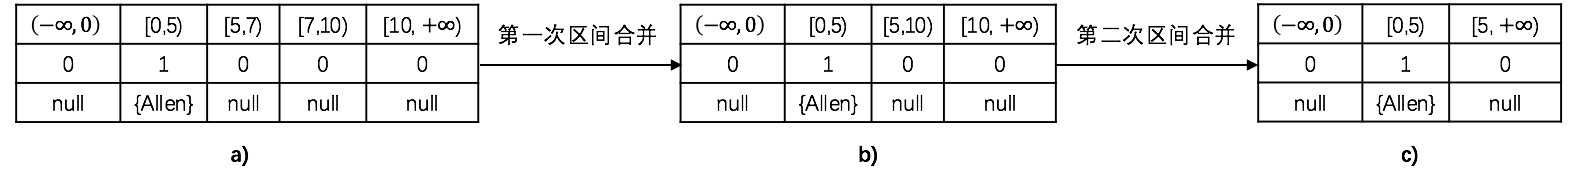 (−∞, 0) [0,5) [5,7) [7,10) [10, +∞)
0 1 0 0 0
null {Allen} null null null
a)
第一次区间合并
(−∞, 0) [0,5) [5,10) [10, +∞)
0 1 0 0
null {Allen} null null
b)
第二次区间合并
(−∞, 0) [0,5) [5, +∞)
0 1 0
null {Allen} null
c)